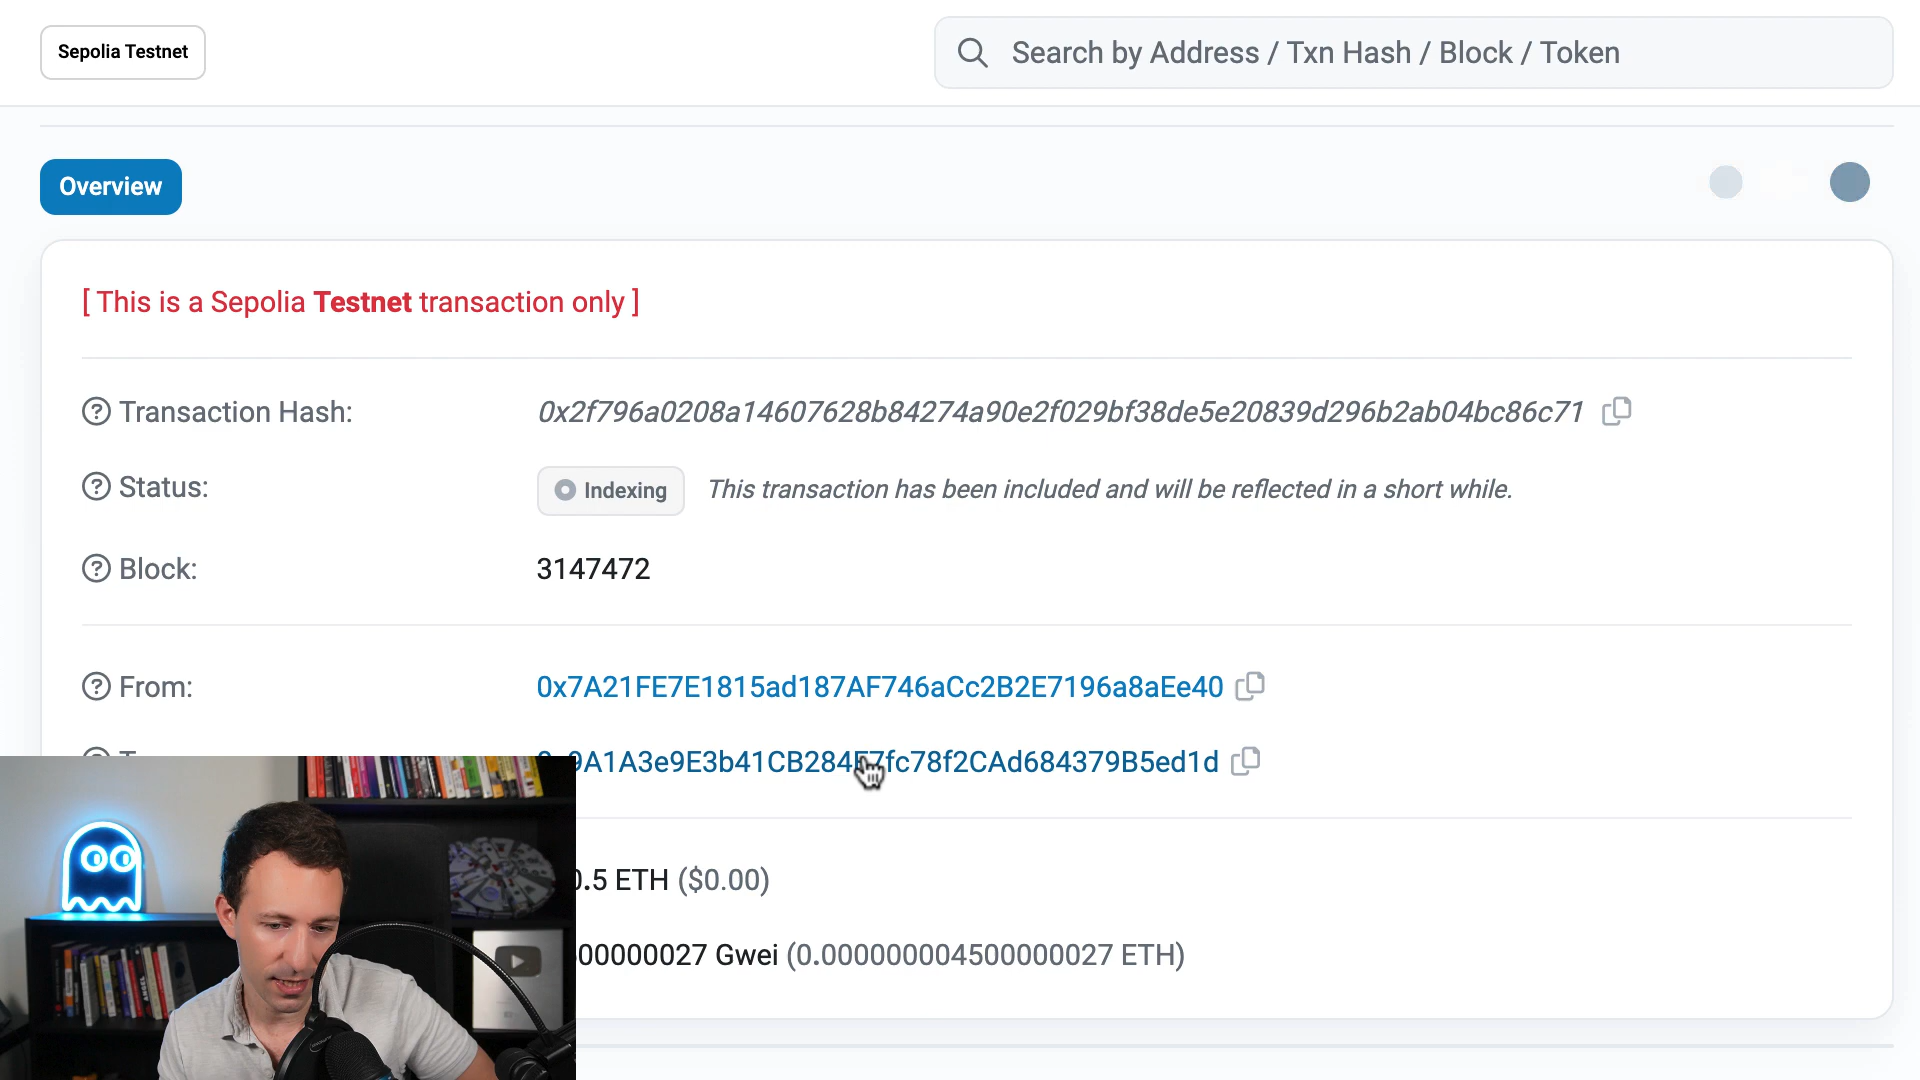 Sepolia Testnet
Search by Address / Txn Hash / Block / Token
Overview
[ This is a Sepolia Testnet transaction only ]
Transaction Hash: 0x2f796a0208a14607628b84274a90e2f029bf38de5e20839d296b2ab04bc86c71
Status: Indexing This transaction has been included and will be reflected in a short while.
Block: 3147472
From: 0x7A21FE7E1815ad187AF746aCc2B2E7196a8aEe40
0.5 ETH ($0.00)
00000027 Gwei (0.000000004500000027 ETH)